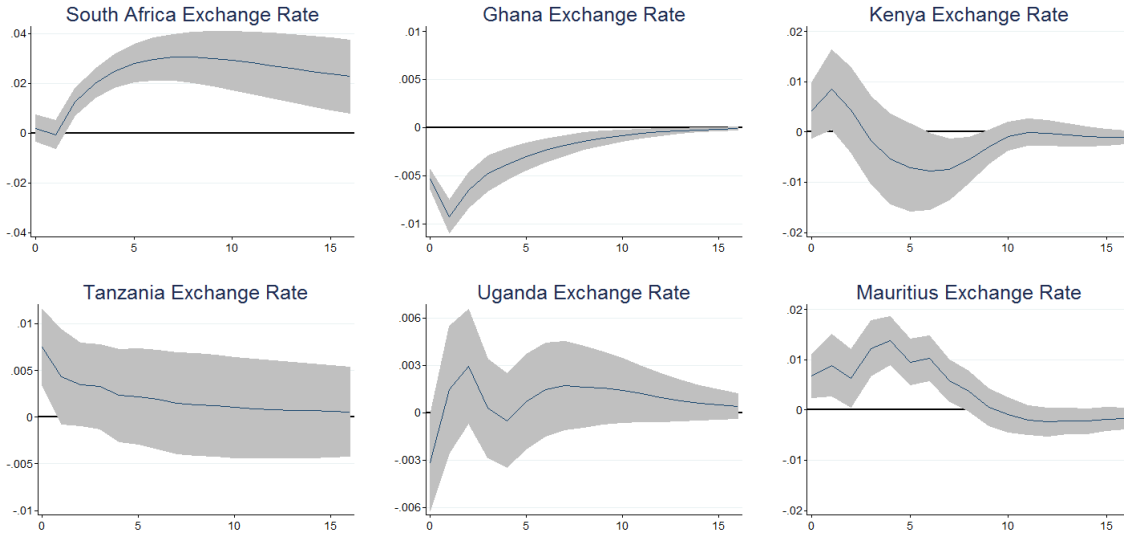 South Africa Exchange Rate
.04
.02
0
-.02
-.04
0 5 10 15
Ghana Exchange Rate
.01
.005
0
-.005
-.01
0 5 10 15
Kenya Exchange Rate
.02
.01
0
-.01
-.02
0 5 10 15
Tanzania Exchange Rate
.01
.005
0
-.005
-.01
0 5 10 15
Uganda Exchange Rate
.006
.003
0
-.003
-.006
0 5 10 15
Mauritius Exchange Rate
.02
.01
0
-.01
-.02
0 5 10 15